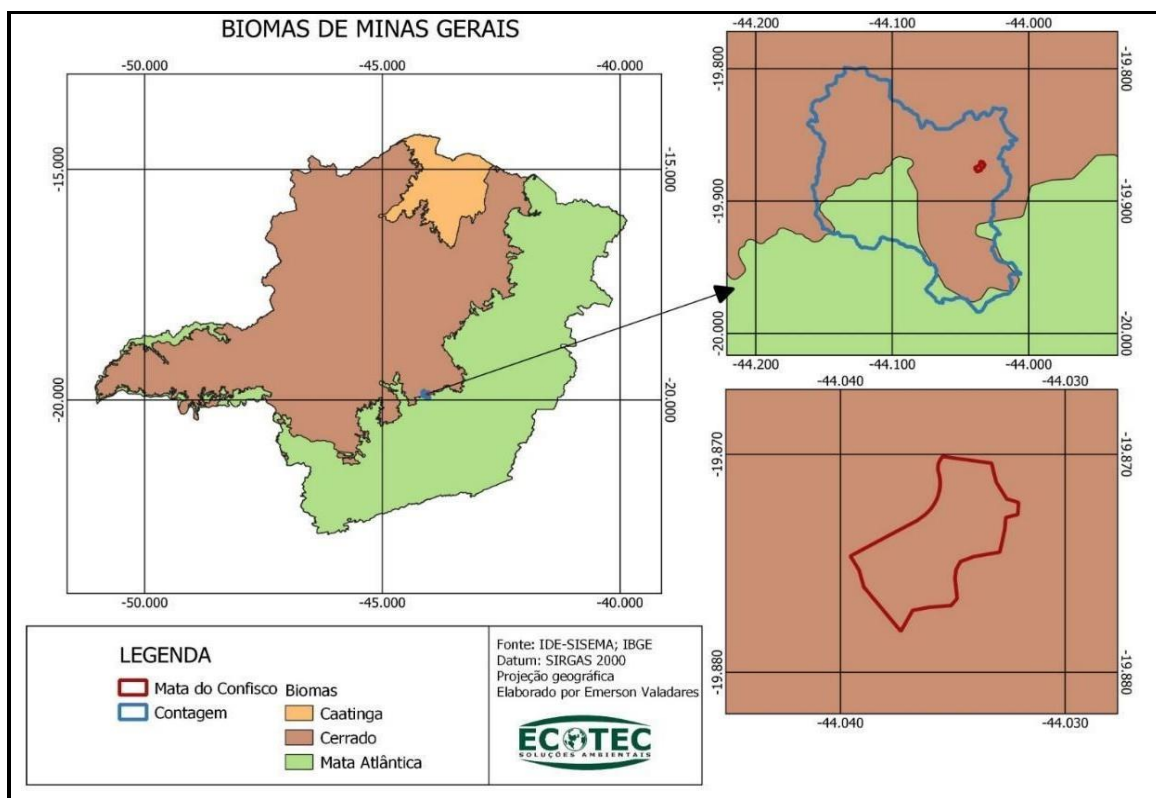 BIOMAS DE MINAS GERAIS
-50.000
-45.000
-40.000
-15.000
-15.000
-20.000
-20.000
-50.000
-45.000
-40.000
-44.200
-44.100
-44.000
-19.800
-19.800
-19.900
-19.900
-20.000
-20.000
-44.200
-44.100
-44.000
-44.040
-44.030
-19.870
-19.870
-19.880
-19.880
-44.040
-44.030
LEGENDA
Mata do Confisco
Contagem
Biomas
Caatinga
Cerrado
Mata Atlântica
Fonte: IDE-SISEMA; IBGE
Datum: SIRGAS 2000
Projeção geográfica
Elaborado por Emerson Valadares
ECOTEC
SOLUÇÕES AMBIENTAIS